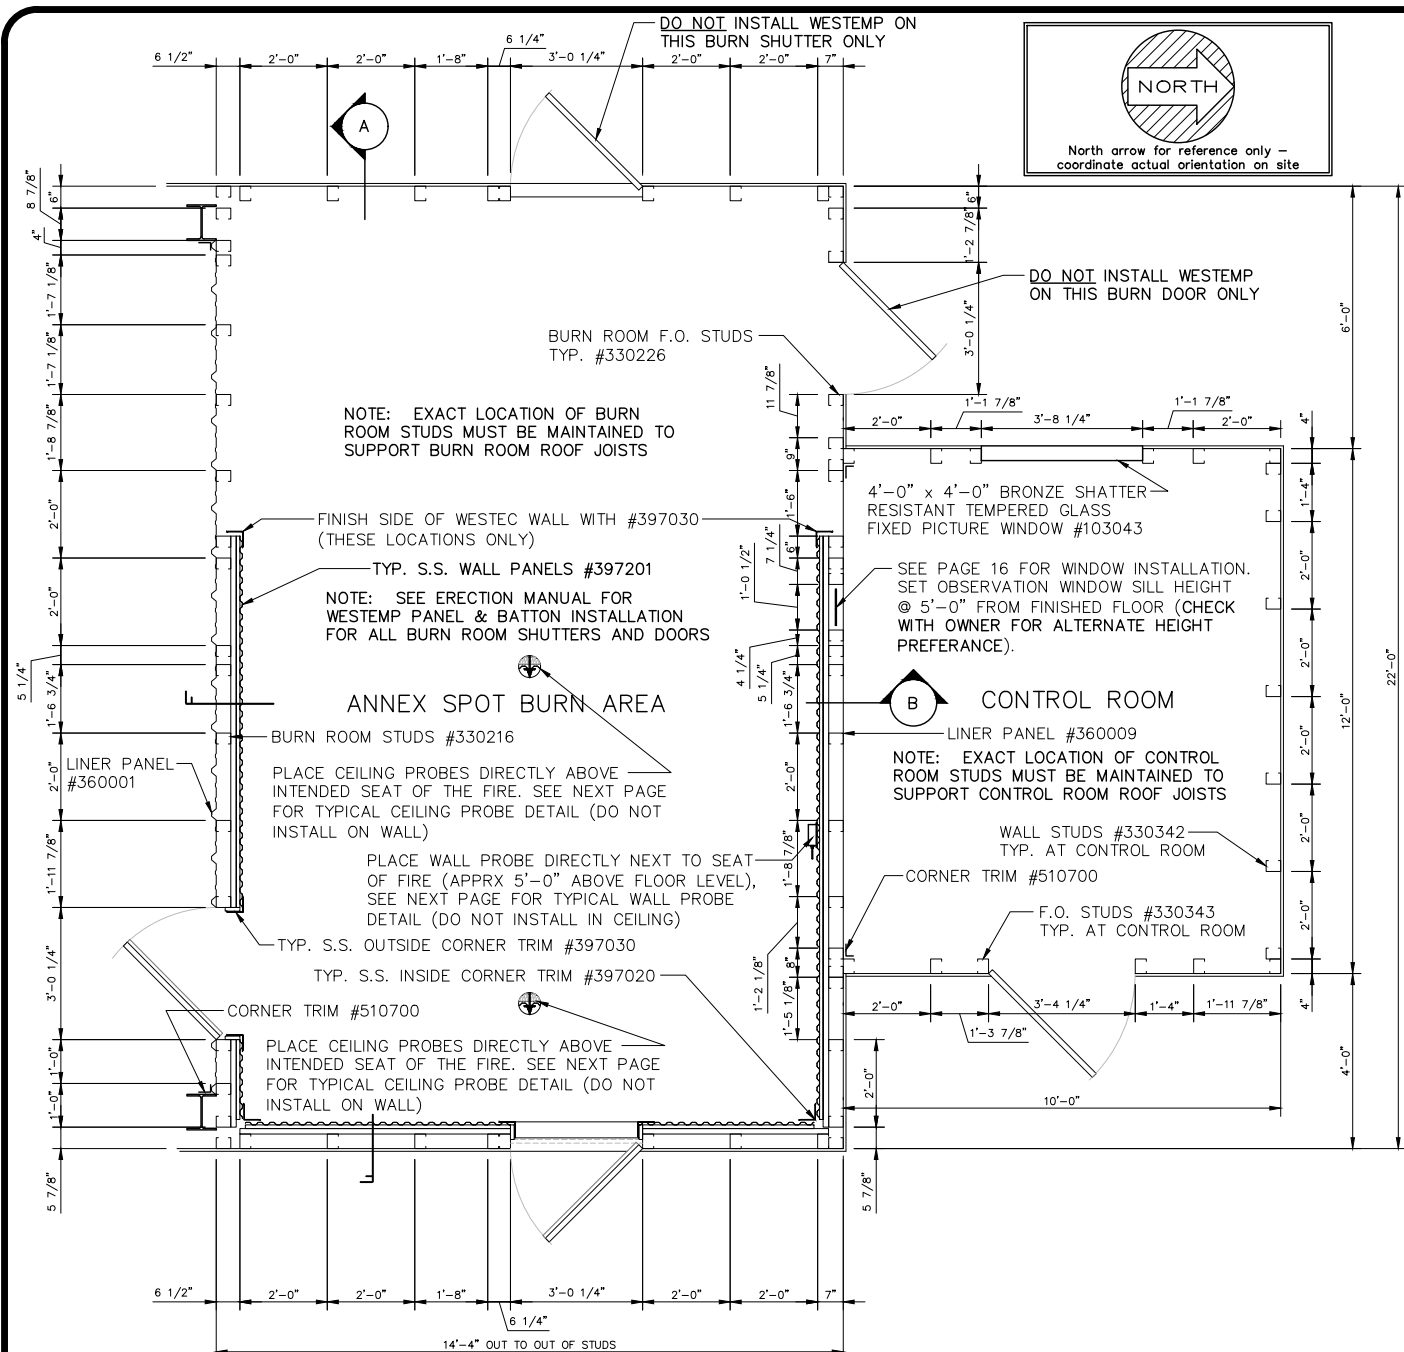 DO NOT INSTALL WESTEMP ON
THIS BURN SHUTTER ONLY
6 1/2"
2'-0"
2'-0"
1'-8"
6 1/4"
3'-0 1/4"
2'-0"
2'-0"
7"
A
NORTH
North arrow for reference only –
coordinate actual orientation on site
8 7/8"
6"
4"
1'-7 1/8"
1'-7 1/8"
1'-8 7/8"
2'-0"
2'-0"
5 1/4"
1'-6 3/4"
2'-0"
1'-11 7/8"
3'-0 1/4"
1'-0"
1'-0"
5 7/8"
6"
1'-2 7/8"
3'-0 1/4"
DO NOT INSTALL WESTEMP
ON THIS BURN DOOR ONLY
6'-0"
22'-0"
BURN ROOM F.O. STUDS
TYP. #330226
NOTE: EXACT LOCATION OF BURN
ROOM STUDS MUST BE MAINTAINED TO
SUPPORT BURN ROOM ROOF JOISTS
11 7/8"
9"
1'-6"
6"
7 1/4"
1'-0 1/2"
4 1/4"
5 1/4"
1'-6 3/4"
2'-0"
1'-8 7/8"
1'-2 1/8"
8"
1'-5 1/8"
2'-0"
1'-1 7/8"
3'-8 1/4"
1'-1 7/8"
2'-0"
4"
1'-4"
2'-0"
2'-0"
2'-0"
2'-0"
2'-0"
4"
12'-0"
4'-0"
4'-0" x 4'-0" BRONZE SHATTER
RESISTANT TEMPERED GLASS
FIXED PICTURE WINDOW #103043
FINISH SIDE OF WESTEC WALL WITH #397030
(THESE LOCATIONS ONLY)
TYP. S.S. WALL PANELS #397201
NOTE: SEE ERECTION MANUAL FOR
WESTEMP PANEL & BATTON INSTALLATION
FOR ALL BURN ROOM SHUTTERS AND DOORS
SEE PAGE 16 FOR WINDOW INSTALLATION.
SET OBSERVATION WINDOW SILL HEIGHT
@ 5'-0" FROM FINISHED FLOOR (CHECK
WITH OWNER FOR ALTERNATE HEIGHT
PREFERANCE).
ANNEX SPOT BURN AREA
B
CONTROL ROOM
BURN ROOM STUDS #330216
LINER PANEL #360009
LINER PANEL
#360001
PLACE CEILING PROBES DIRECTLY ABOVE
INTENDED SEAT OF THE FIRE. SEE NEXT PAGE
FOR TYPICAL CEILING PROBE DETAIL (DO NOT
INSTALL ON WALL)
NOTE: EXACT LOCATION OF CONTROL
ROOM STUDS MUST BE MAINTAINED TO
SUPPORT CONTROL ROOM ROOF JOISTS
WALL STUDS #330342
TYP. AT CONTROL ROOM
PLACE WALL PROBE DIRECTLY NEXT TO SEAT
OF FIRE (APPRX 5'-0" ABOVE FLOOR LEVEL),
SEE NEXT PAGE FOR TYPICAL WALL PROBE
DETAIL (DO NOT INSTALL IN CEILING)
CORNER TRIM #510700
F.O. STUDS #330343
TYP. AT CONTROL ROOM
TYP. S.S. OUTSIDE CORNER TRIM #397030
TYP. S.S. INSIDE CORNER TRIM #397020
CORNER TRIM #510700
PLACE CEILING PROBES DIRECTLY ABOVE
INTENDED SEAT OF THE FIRE. SEE NEXT PAGE
FOR TYPICAL CEILING PROBE DETAIL (DO NOT
INSTALL ON WALL)
2'-0"
1'-3 7/8"
3'-4 1/4"
1'-4"
1'-11 7/8"
10'-0"
2'-0"
5 7/8"
6 1/2"
2'-0"
2'-0"
1'-8"
6 1/4"
3'-0 1/4"
2'-0"
2'-0"
7"
14'-4" OUT TO OUT OF STUDS